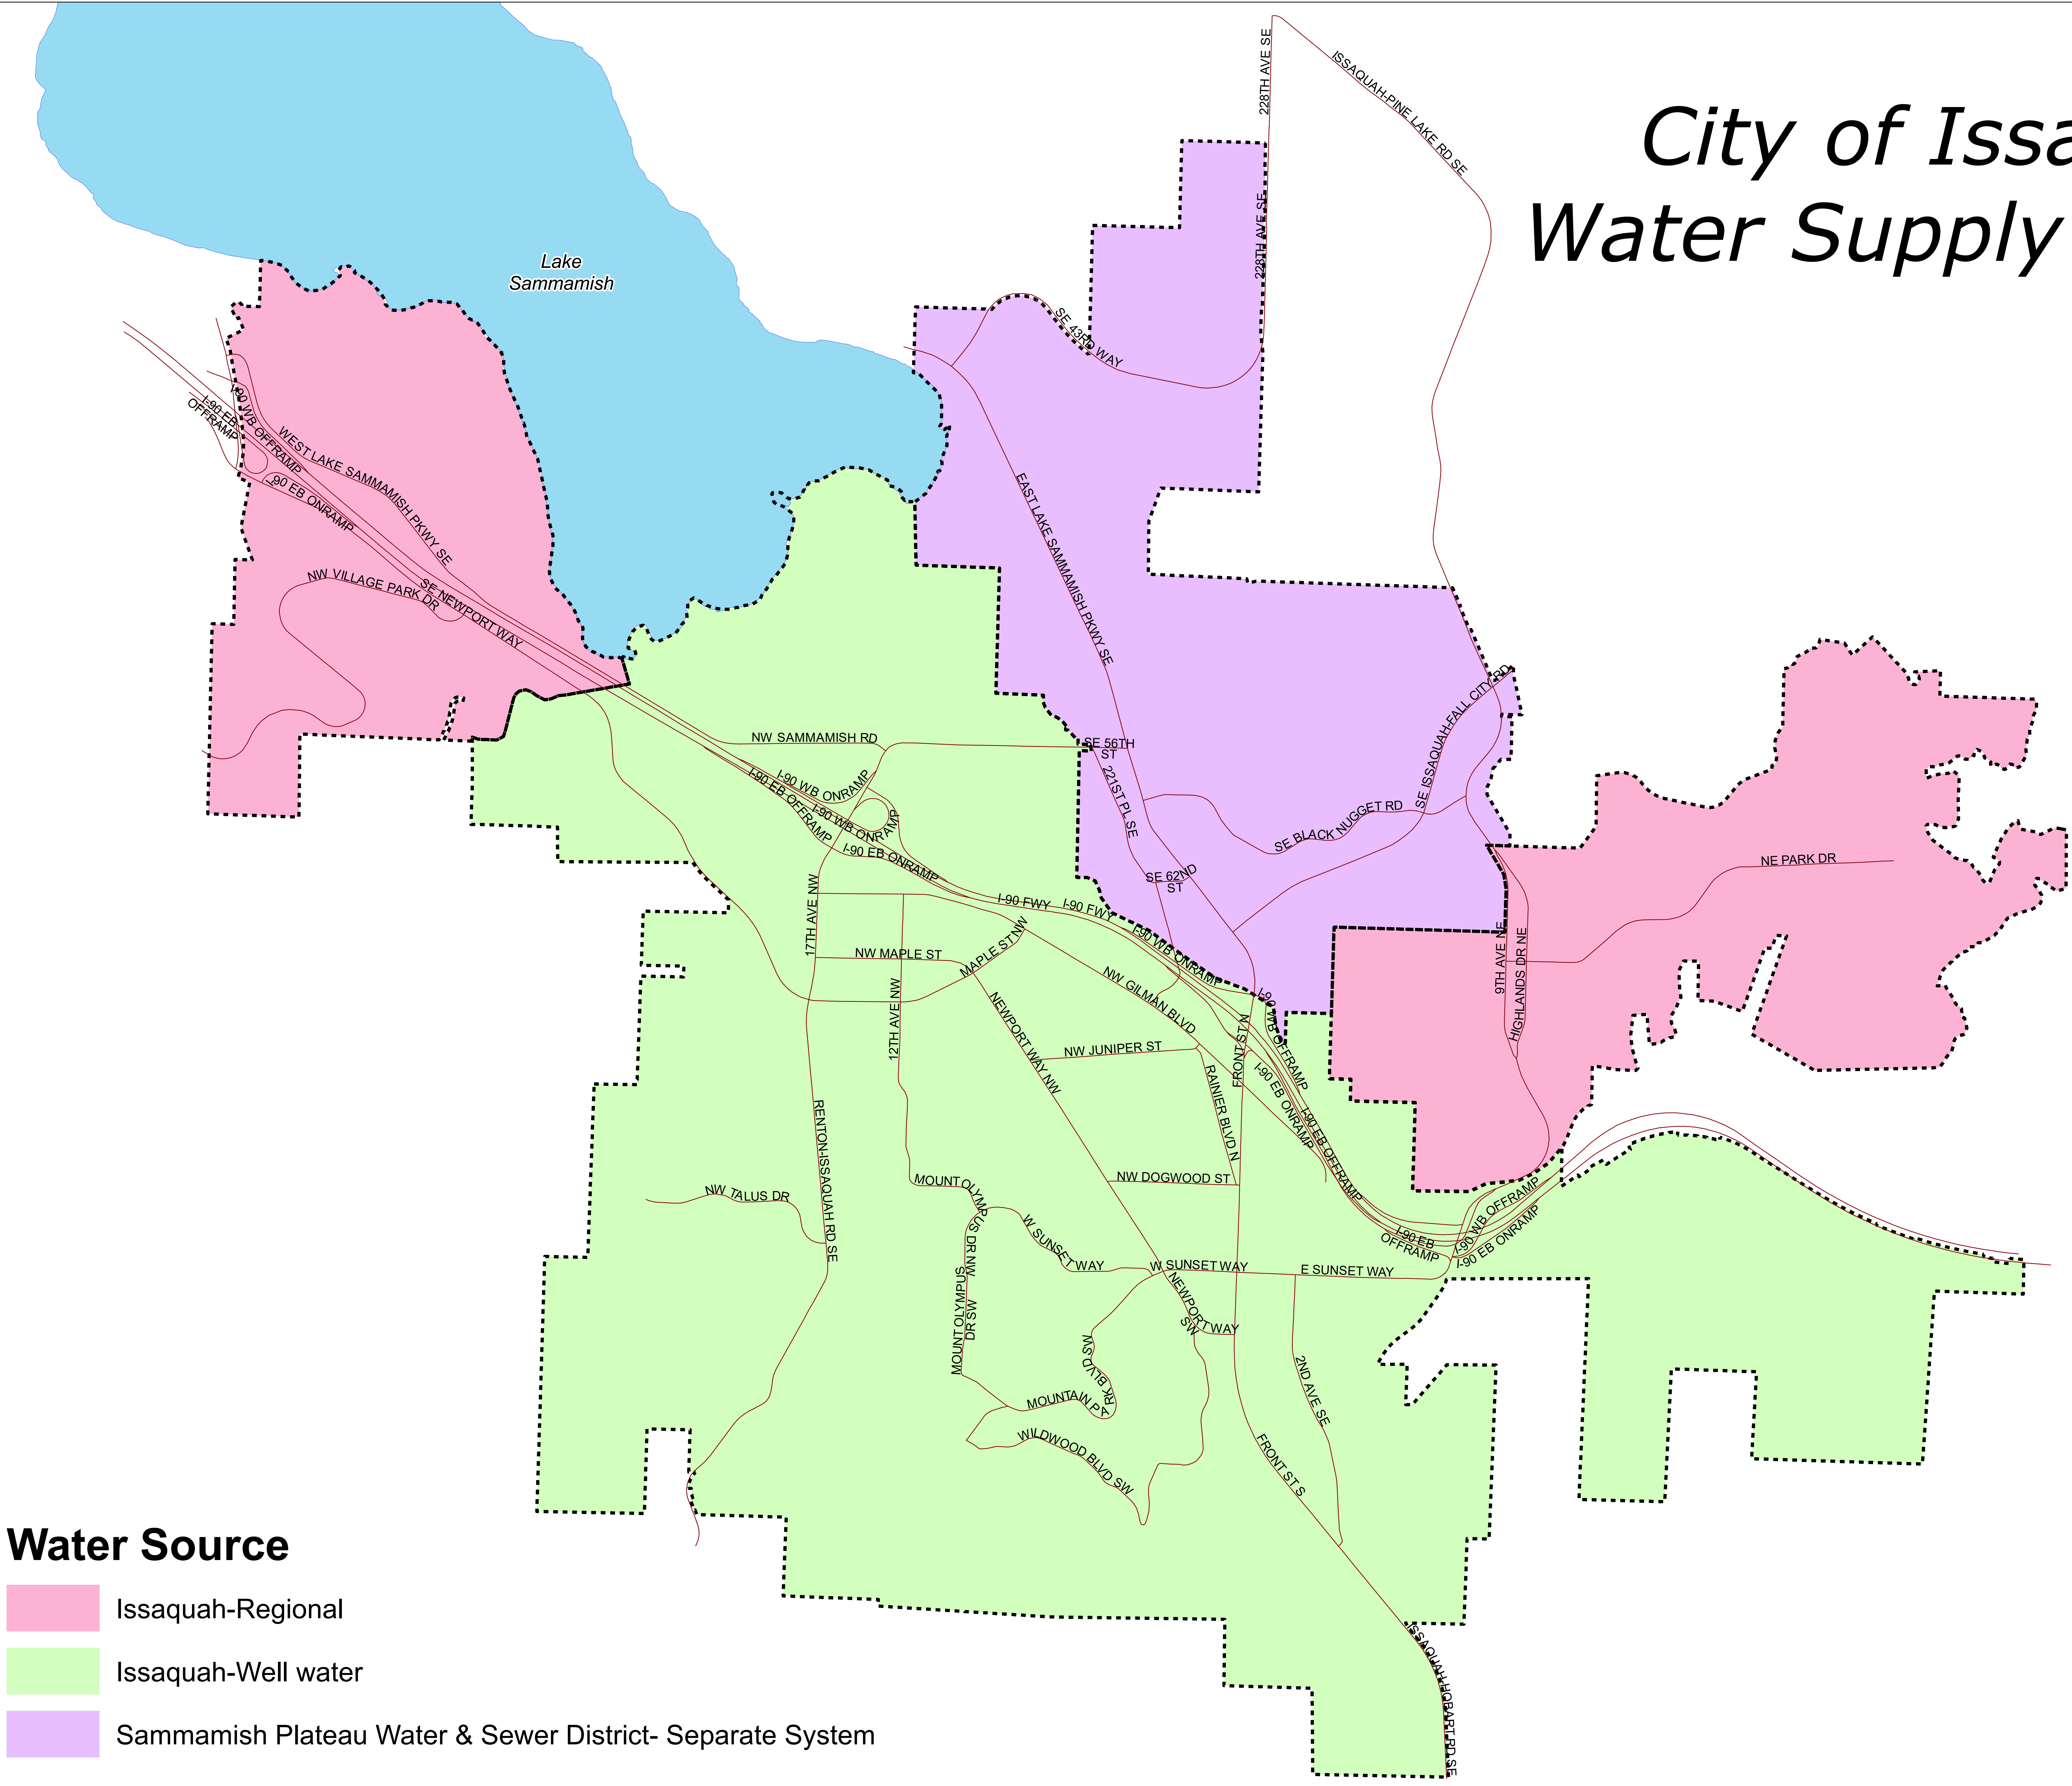 City of Issa
Water Supply
228TH AVE SE
ISSAQUAH-PINE LAKE RD SE
228TH AVE SE
Lake
Sammamish
SE 43RD WAY
I-90 WB OFFRAMP
I-90 EB
OFFRAMP
WEST LAKE SAMMAMISH PKWY SE
I-90 EB ONRAMP
EAST LAKE SAMMAMISH PKWY SE
NW VILLAGE PARK DR
SE NEWPORT WAY
SE ISSAQUAH-FALL CITY RD
NW SAMMAMISH RD
SE 56TH
ST
I-90 WB ONRAMP
I-90 EB OFFRAMP
I-90 WB ONRAMP
221ST PL SE
SE BLACK NUGGET RD
I-90 EB ONRAMP
NE PARK DR
SE 62ND
ST
I-90 FWY
I-90 FWY
17TH AVE NW
MAPLE ST NW
I-90 WB ONRAMP
9TH AVE NE
HIGHLANDS DR NE
NW MAPLE ST
NW GILMAN BLVD
12TH AVE NW
NEWPORT WAY NW
I-90 WB OFFRAMP
FRONT ST N
NW JUNIPER ST
RAINIER BLVD N
I-90 EB ONRAMP
I-90 EB OFFRAMP
RENTON-ISSAQUAH RD SE
NW DOGWOOD ST
MOUNT OLYMPUS DR NW
NW TALUS DR
W SUNSET WAY
I-90 WB OFFRAMP
I-90 EB
OFFRAMP
I-90 EB ONRAMP
W SUNSET WAY
E SUNSET WAY
MOUNT OLYMPUS
DR SW
NEWPORT WAY
SW
MOUNTAIN PARK BLVD SW
2ND AVE SE
WILDWOOD BLVD SW
FRONT ST S
ISSAQUAH-HOBART RD SE
Water Source
Issaquah-Regional
Issaquah-Well water
Sammamish Plateau Water & Sewer District- Separate System